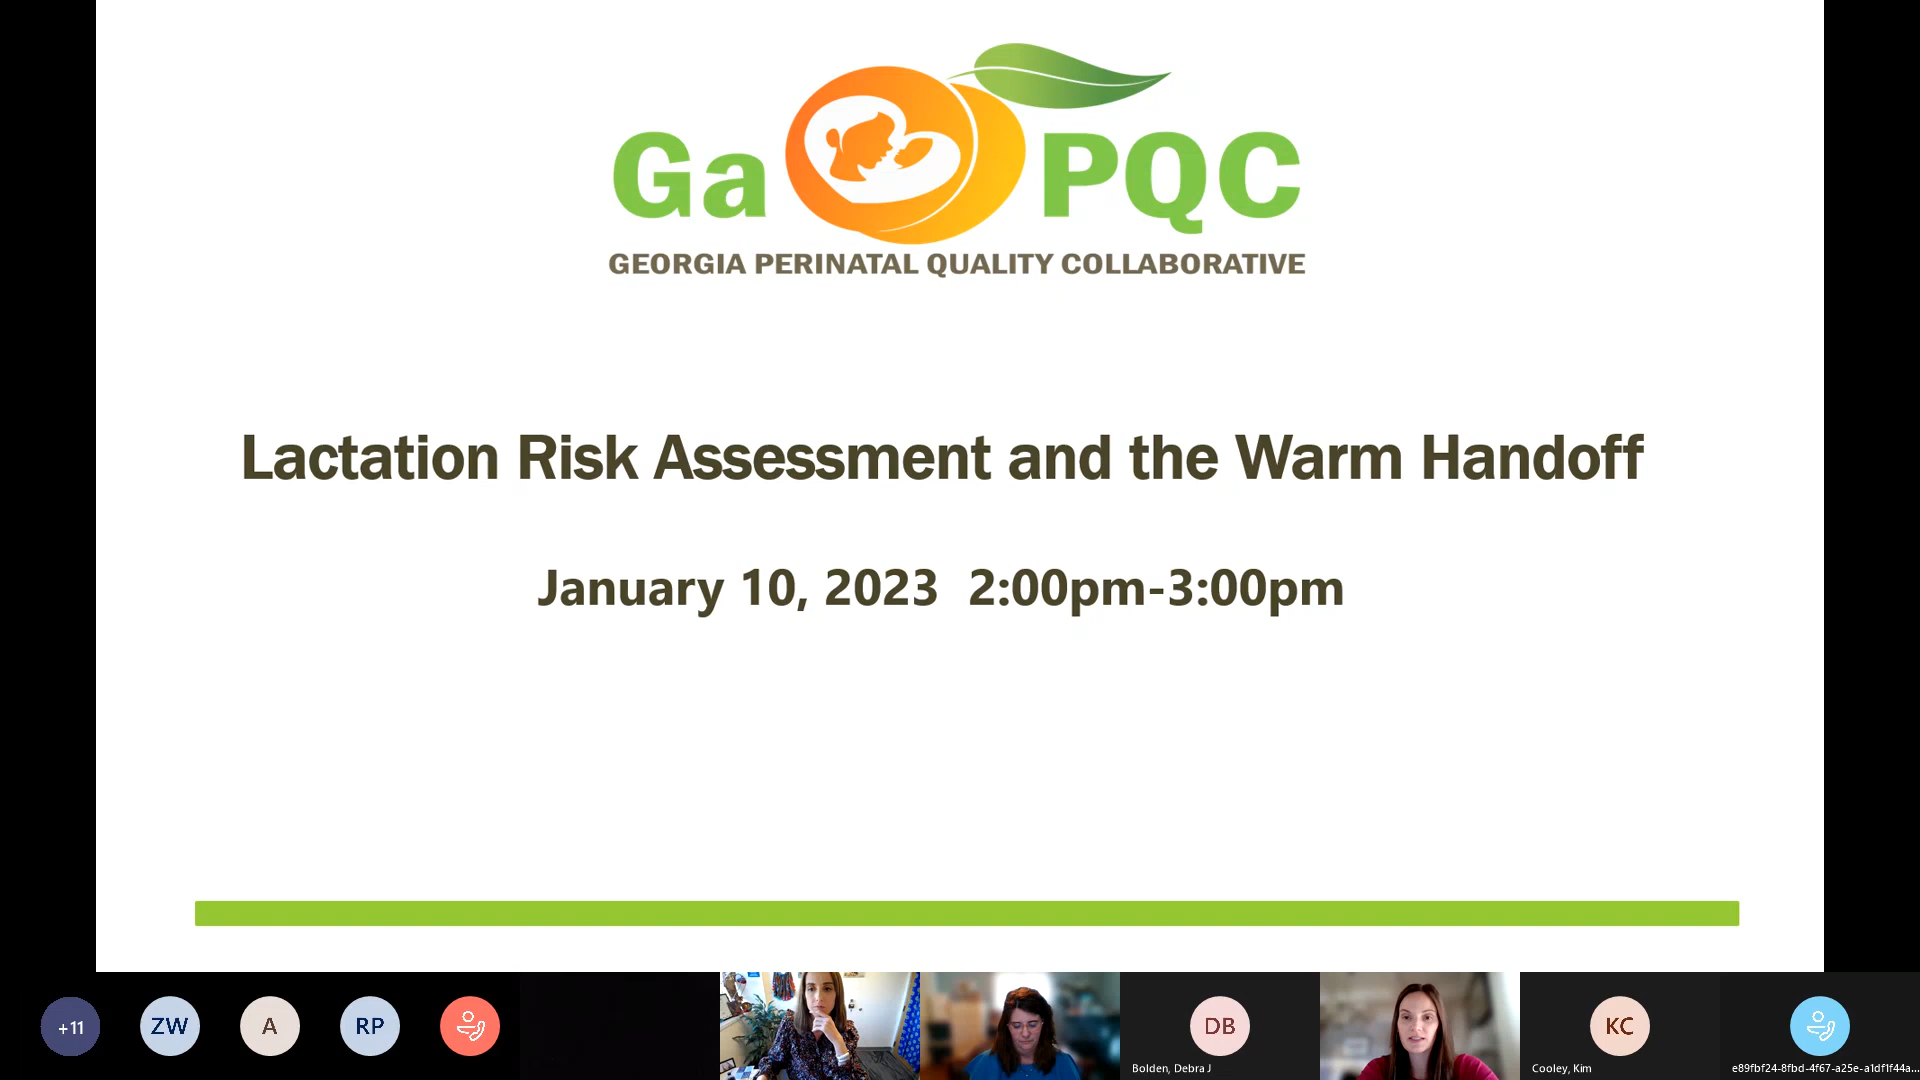 Ga PQC
GEORGIA PERINATAL QUALITY COLLABORATIVE
Lactation Risk Assessment and the Warm Handoff
January 10, 2023 2:00pm-3:00pm
+11
ZW
A
RP
DB
Bolden, Debra J
KC
Cooley, Kim
e89fbf24-8fbd-4f67-a25e-a1df1f44a...